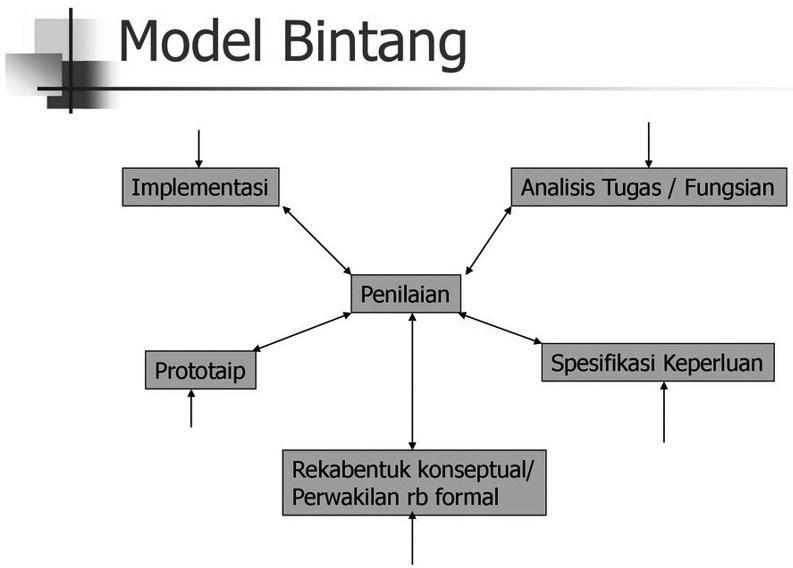 Model Bintang
Implementasi
Analisis Tugas / Fungsian
Penilaian
Prototaip
Spesifikasi Keperluan
Rekabentuk konseptual/
Perwakilan rb formal